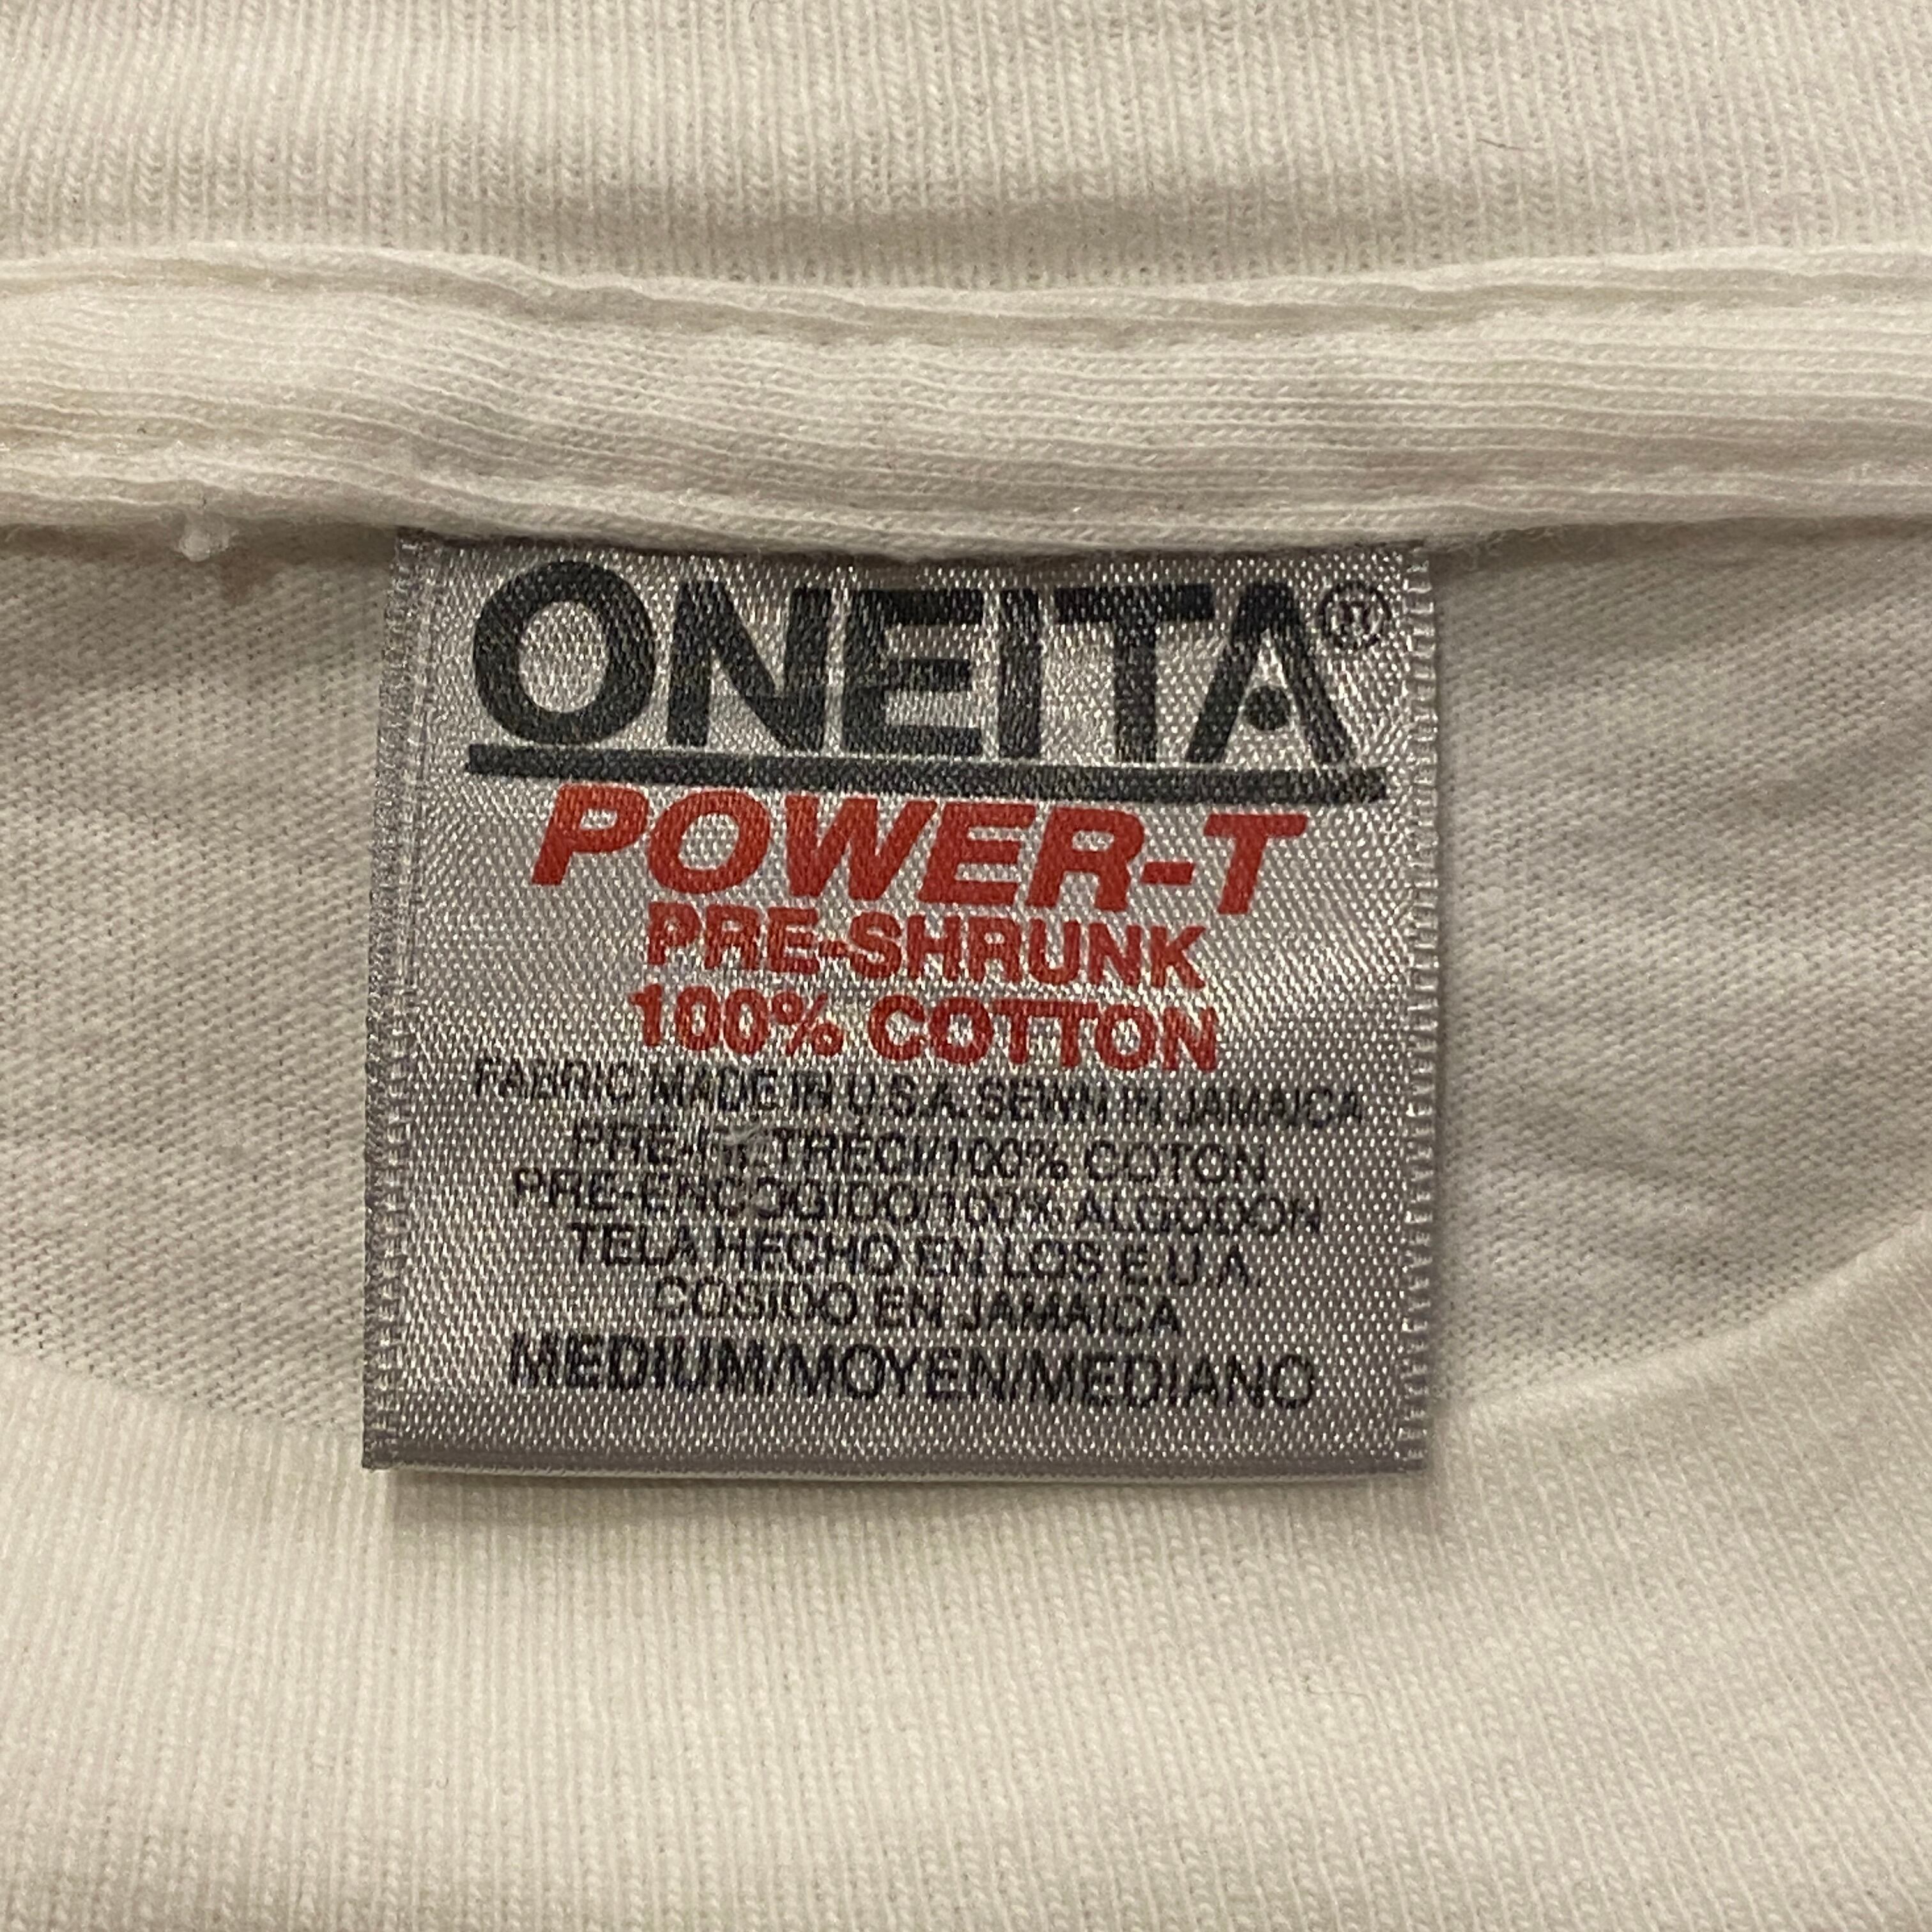 ONEITA®
POWER-T
PRE-SHRUNK
100% COTTON
FABRIC MADE IN U.S.A. SEWN IN JAMAICA
PRE-RÉTRÉCI/100% COTON
PRE-ENCOGIDO/100% ALGODON
TELA HECHO EN LOS E.U.A.
COSIDO EN JAMAICA
MEDIUM/MOYEN/MEDIANO